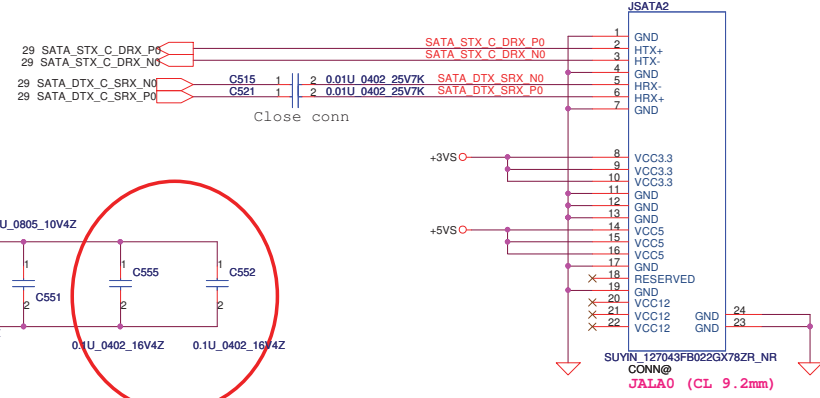 JSATA2
1 GND
29 SATA_STX_C_DRX_P0 SATA_STX_C_DRX_P0 2 HTX+
29 SATA_STX_C_DRX_N0 SATA_STX_C_DRX_N0 3 HTX-
4 GND
29 SATA_DTX_C_SRX_N0 C515 1 2 0.01U_0402_25V7K SATA_DTX_SRX_N0 5 HRX-
29 SATA_DTX_C_SRX_P0 C521 1 2 0.01U_0402_25V7K SATA_DTX_SRX_P0 6 HRX+
7 GND
Close conn
+3VS 8 VCC3.3
9 VCC3.3
10 VCC3.3
11 GND
12 GND
13 GND
+5VS 14 VCC5
15 VCC5
16 VCC5
17 GND
18 RESERVED
19 GND
20 VCC12
21 VCC12 GND 24
22 VCC12 GND 23
U_0805_10V4Z
1 1 1
C551 C555 C552
2 2 2
0.1U_0402_16V4Z 0.1U_0402_16V4Z
SUYIN_127043FB022GX78ZR_NR
CONN@
JALA0 (CL 9.2mm)